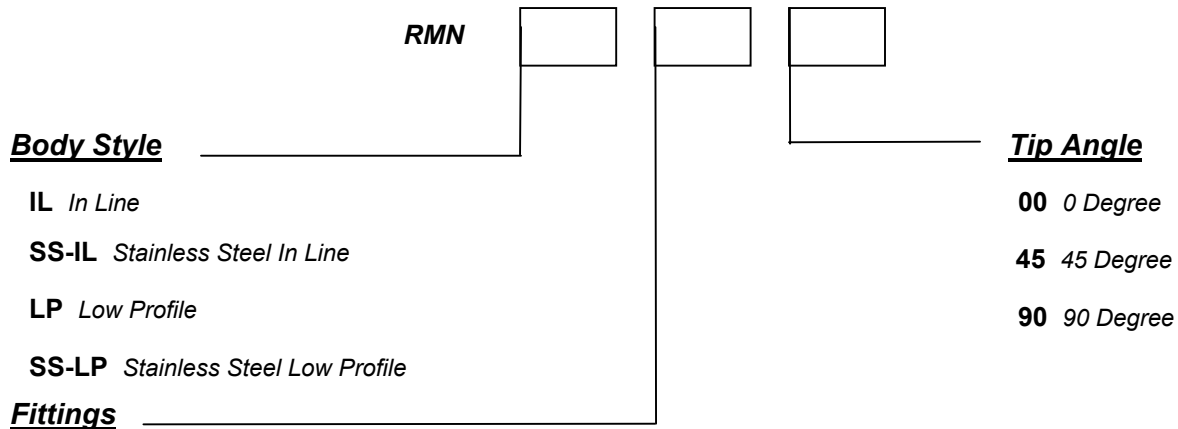 RMN
Body Style
IL In Line
SS-IL Stainless Steel In Line
LP Low Profile
SS-LP Stainless Steel Low Profile
Fittings
Tip Angle
00 0 Degree
45 45 Degree
90 90 Degree